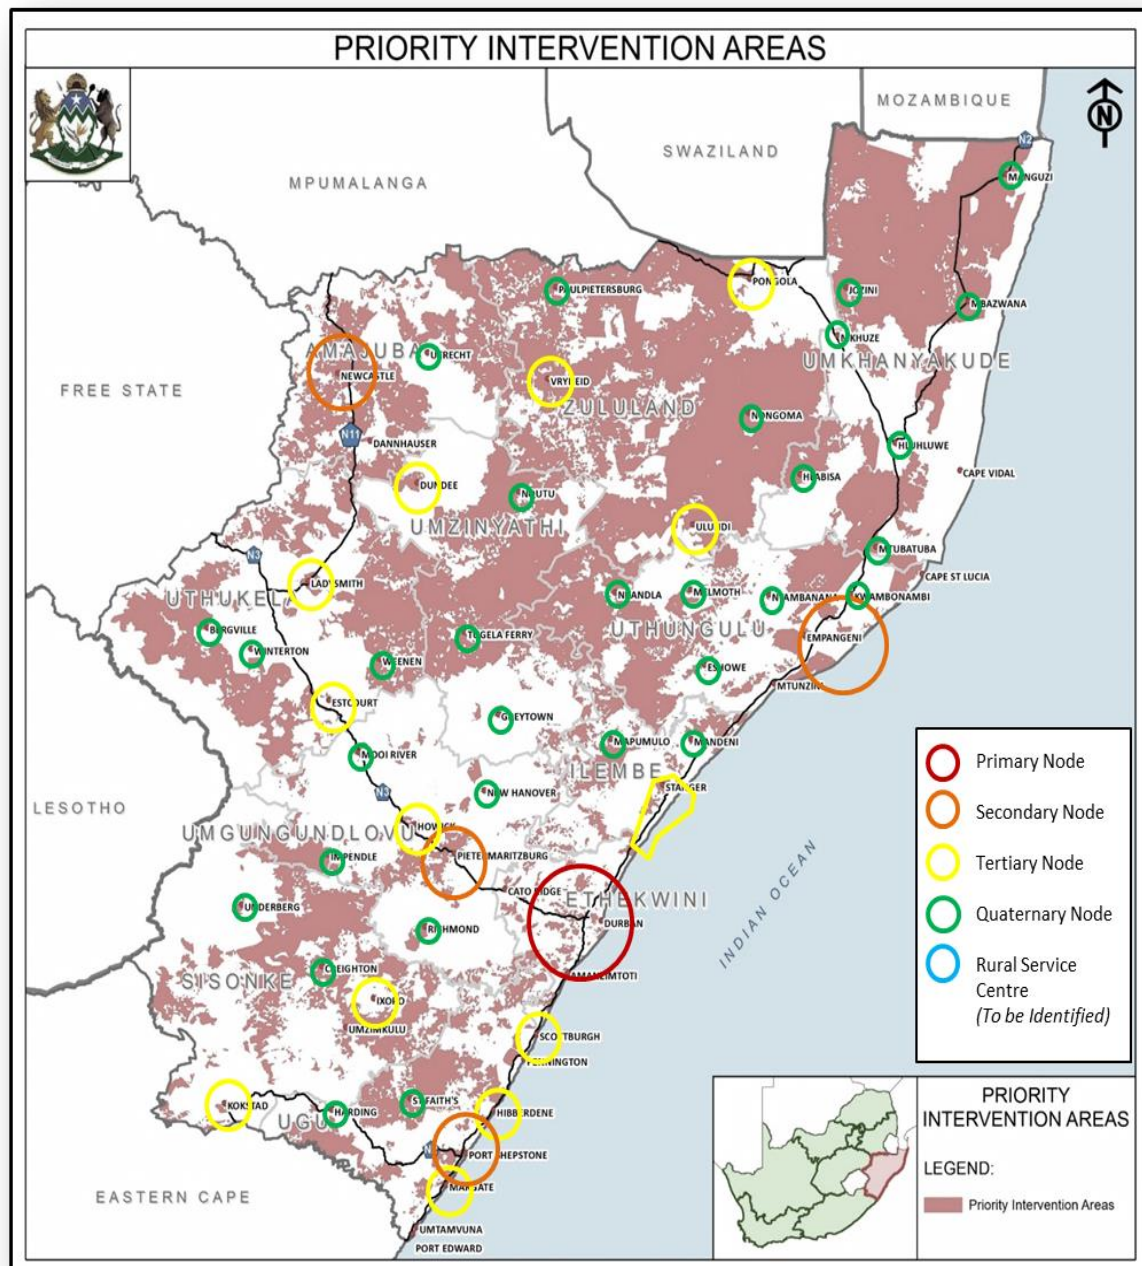 PRIORITY INTERVENTION AREAS
MOZAMBIQUE
N
SWAZILAND
N2
MANGUZI
MPUMALANGA
PONGOLA
PAULPIETERSBURG
JOZINI
MBAZWANA
MKHUZE
AMAJUBA
UTRECHT
UMKHANYAKUDE
NEWCASTLE
FREE STATE
VRYHEID
ZULULAND
NONGOMA
N11
DANNHAUSER
HLUHLUWE
CAPE VIDAL
DUNDEE
HLABISA
NQUTU
UMZINYATHI
ULUNDI
MTUBATUBA
N3
CAPE ST LUCIA
LADYSMITH
UTHUKELA
NKANDLA
MELMOTH
NTAMBANANA
KWAMBONAMBI
BERGVILLE
UTHUNGULU
TUGELA FERRY
EMPANGENI
WINTERTON
WEENEN
ESHOWE
MTUNZINI
ESTCOURT
GREYTOWN
MAPUMULO
MANDENI
MOOI RIVER
ILEMBE
STANGER
N3
NEW HANOVER
LESOTHO
HOWICK
UMGUNGUNDLOVU
PIETERMARITZBURG
IMPENDLE
CATO RIDGE
ETHEKWINI
UNDERBERG
DURBAN
RICHMOND
INDIAN OCEAN
CREIGHTON
AMANZIMTOTI
SISONKE
IXOPO
UMZIMKULU
SCOTTBURGH
PENNINGTON
KOKSTAD
ST FAITH'S
HARDING
HIBBERDENE
UGU
PORT SHEPSTONE
MARGATE
EASTERN CAPE
UMTAMVUNA
PORT EDWARD
Primary Node
Secondary Node
Tertiary Node
Quaternary Node
Rural Service
Centre
(To be Identified)
PRIORITY
INTERVENTION AREAS
LEGEND:
Priority Intervention Areas